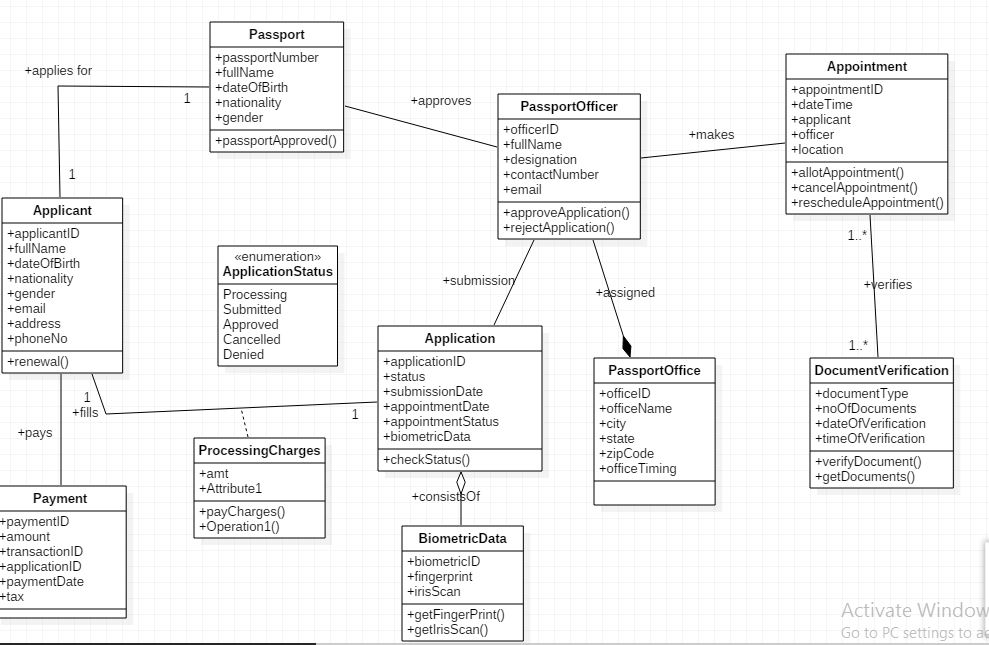 Passport
+passportNumber
+fullName
+dateOfBirth
+nationality
+gender
+passportApproved()
+applies for
1
1
+approves
PassportOfficer
+officerID
+fullName
+designation
+contactNumber
+email
+approveApplication()
+rejectApplication()
+makes
Appointment
+appointmentID
+dateTime
+applicant
+officer
+location
+allotAppointment()
+cancelAppointment()
+rescheduleAppointment()
1..*
+verifies
1..*
Applicant
+applicantID
+fullName
+dateOfBirth
+nationality
+gender
+email
+address
+phoneNo
+renewal()
«enumeration»
ApplicationStatus
Processing
Submitted
Approved
Cancelled
Denied
+submission
+assigned
Application
+applicationID
+status
+submissionDate
+appointmentDate
+appointmentStatus
+biometricData
+checkStatus()
PassportOffice
+officeID
+officeName
+city
+state
+zipCode
+officeTiming
DocumentVerification
+documentType
+noOfDocuments
+dateOfVerification
+timeOfVerification
+verifyDocument()
+getDocuments()
1
+fills
1
+pays
ProcessingCharges
+amt
+Attribute1
+payCharges()
+Operation1()
+consistsOf
Payment
+paymentID
+amount
+transactionID
+applicationID
+paymentDate
+tax
BiometricData
+biometricID
+fingerprint
+irisScan
+getFingerPrint()
+getIrisScan()
Activate Window
Go to PC settings to ac